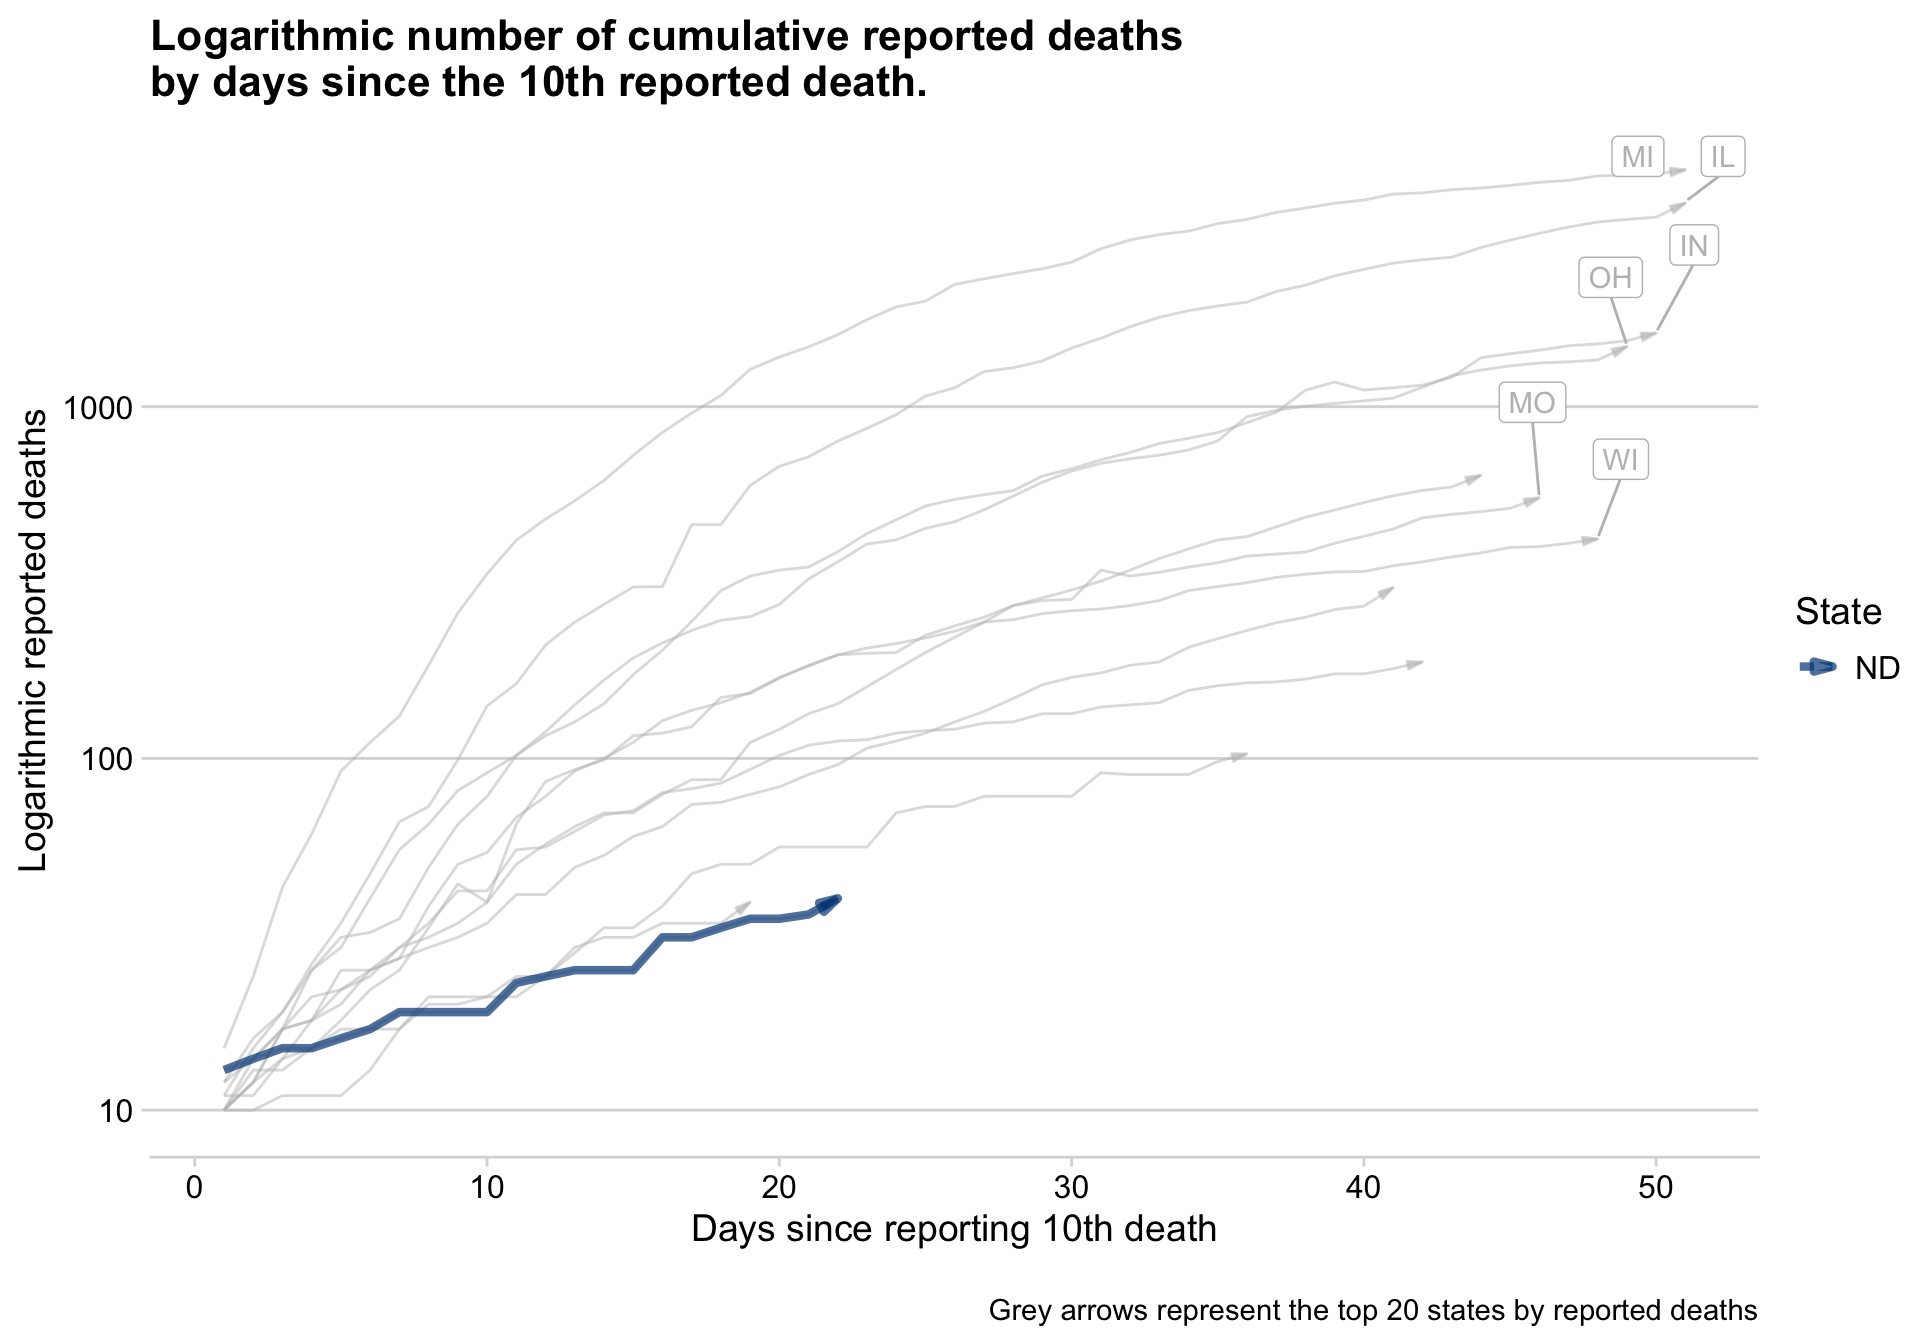 Logarithmic number of cumulative reported deaths
by days since the 10th reported death.
MI
IL
IN
OH
MO
WI
1000
100
10
Logarithmic reported deaths
0
10
20
30
40
50
Days since reporting 10th death
State
ND
Grey arrows represent the top 20 states by reported deaths